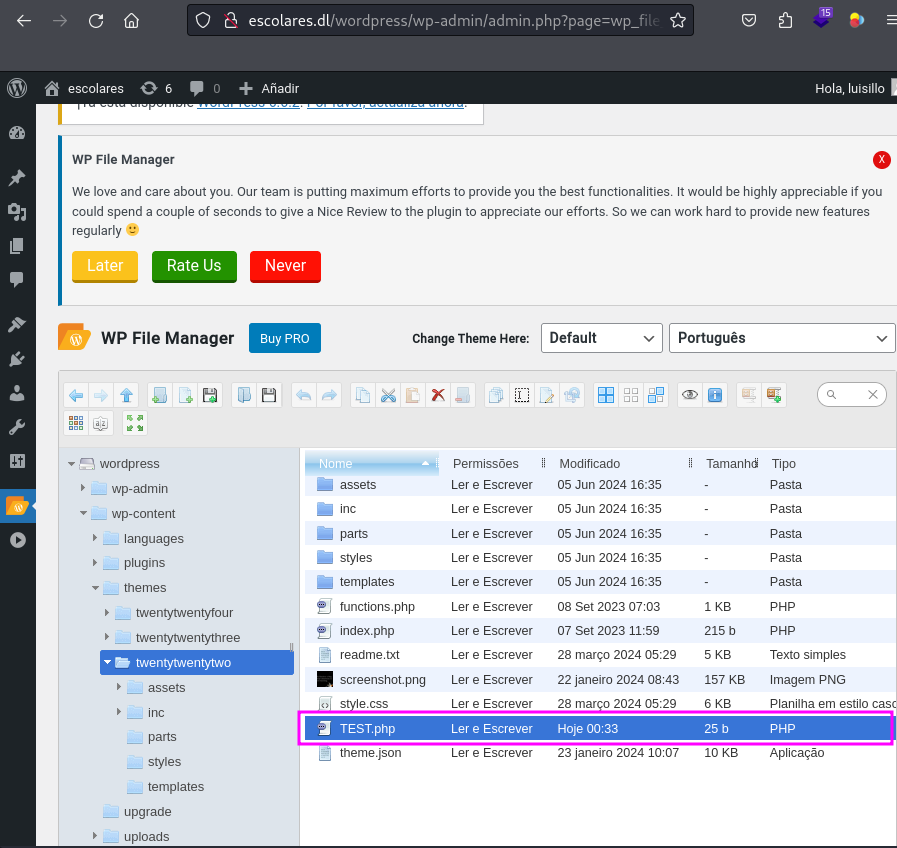 escolares.dl/wordpress/wp-admin/admin.php?page=wp_file
15
escolares
6
0
Añadir
Hola, luisillo
¡Ya está disponible WordPress 6.6.2! Por favor, actualiza ahora.
WP File Manager
X
We love and care about you. Our team is putting maximum efforts to provide you the best functionalities. It would be highly appreciable if you
could spend a couple of seconds to give a Nice Review to the plugin to appreciate our efforts. So we can work hard to provide new features
regularly 🙂
Later
Rate Us
Never
WP File Manager
Buy PRO
Change Theme Here:
Default
Português
wordpress
wp-admin
wp-content
languages
plugins
themes
twentytwentyfour
twentytwentythree
twentytwentytwo
assets
inc
parts
styles
templates
upgrade
uploads
Nome Permissões Modificado Tamanho Tipo
assets Ler e Escrever 05 Jun 2024 16:35 - Pasta
inc Ler e Escrever 05 Jun 2024 16:35 - Pasta
parts Ler e Escrever 05 Jun 2024 16:35 - Pasta
styles Ler e Escrever 05 Jun 2024 16:35 - Pasta
templates Ler e Escrever 05 Jun 2024 16:35 - Pasta
functions.php Ler e Escrever 08 Set 2023 07:03 1 KB PHP
index.php Ler e Escrever 07 Set 2023 11:59 215 b PHP
readme.txt Ler e Escrever 28 março 2024 05:29 5 KB Texto simples
screenshot.png Ler e Escrever 22 janeiro 2024 08:43 157 KB Imagem PNG
style.css Ler e Escrever 28 março 2024 05:29 6 KB Planilha em estilo casc
TEST.php Ler e Escrever Hoje 00:33 25 b PHP
theme.json Ler e Escrever 23 janeiro 2024 10:07 10 KB Aplicação